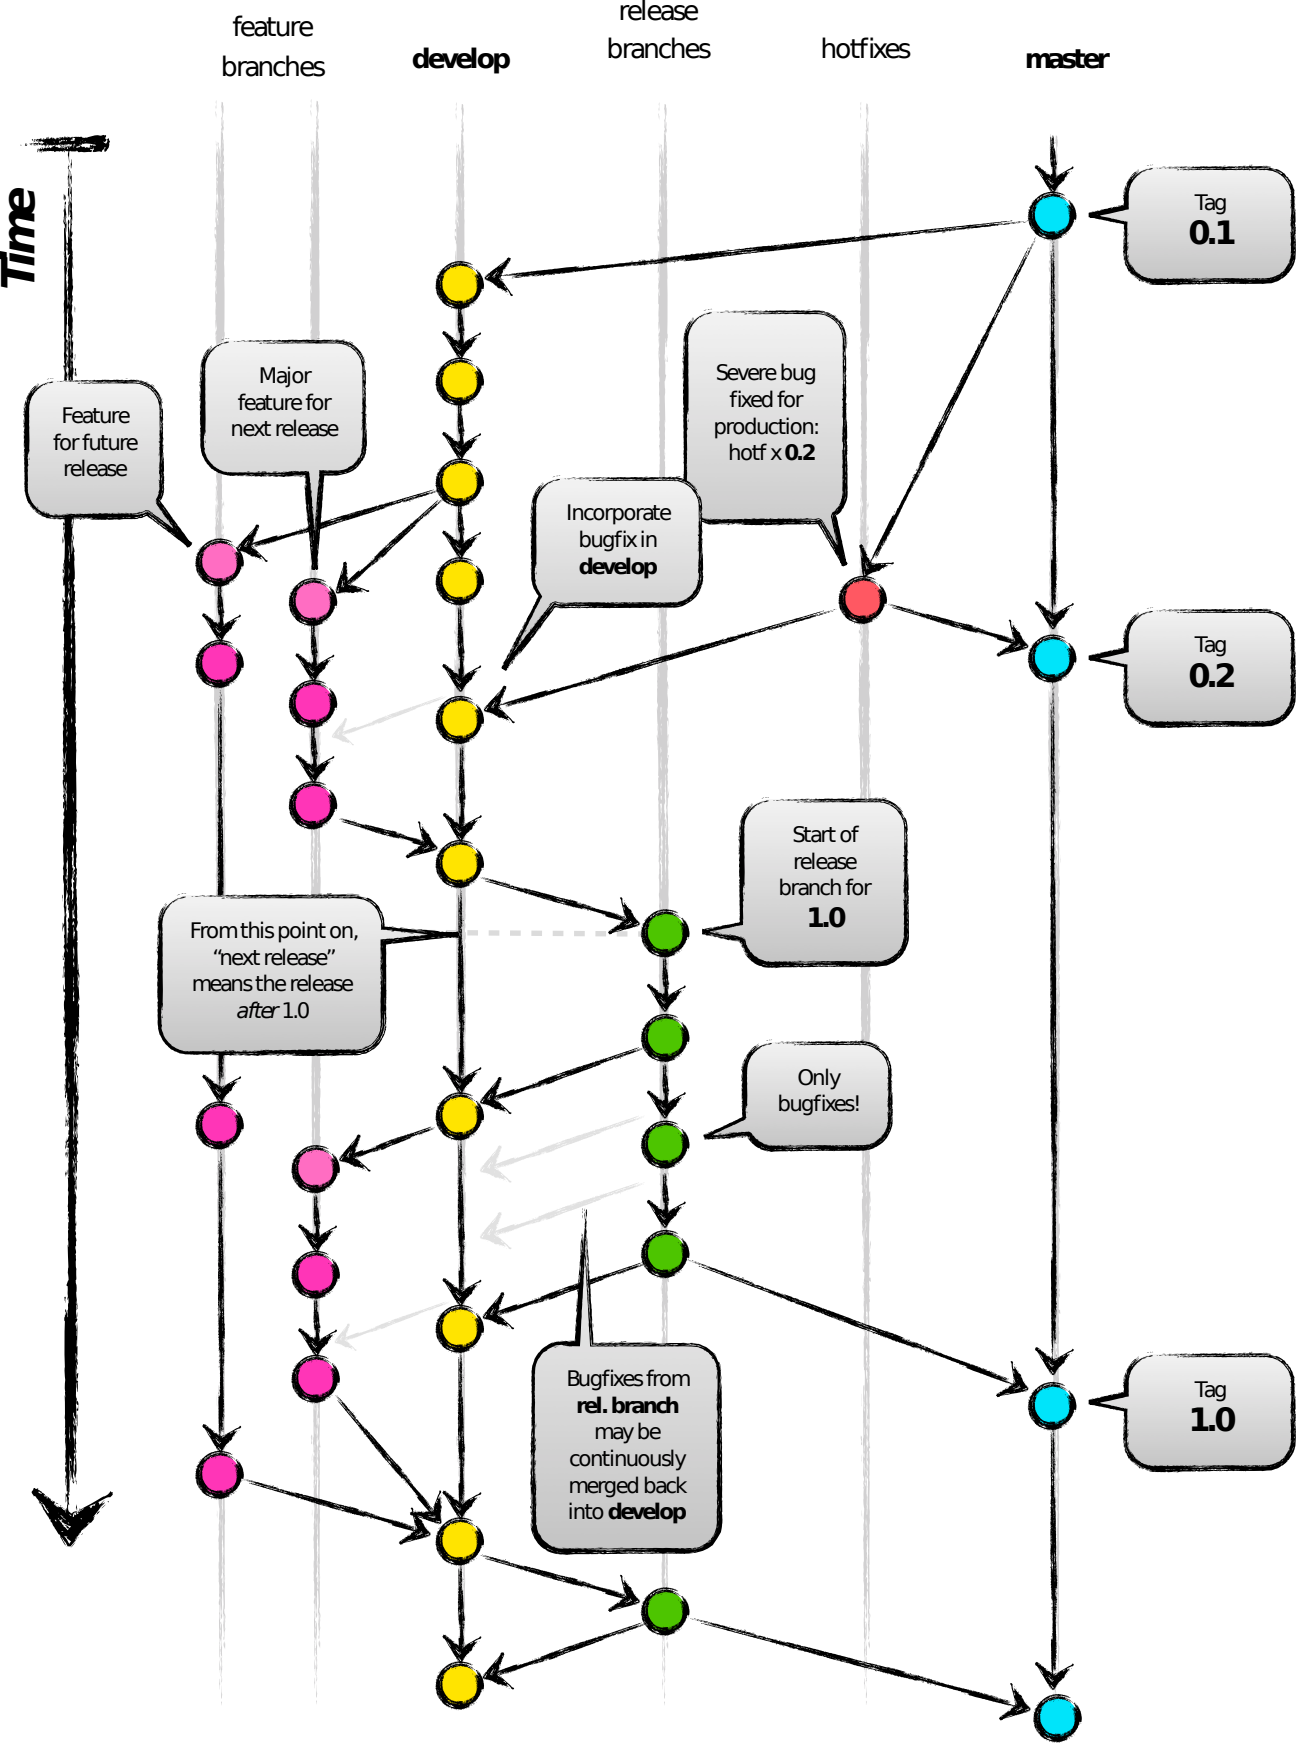 feature
branches
develop
release
branches
hotfixes
master
Time
Tag
0.1
Major
feature for
next release
Feature
for future
release
Severe bug
fixed for
production:
hotf x 0.2
Incorporate
bugfix in
develop
Tag
0.2
Start of
release
branch for
1.0
From this point on,
“next release”
means the release
after 1.0
Only
bugfixes!
Bugfixes from
rel. branch
may be
continuously
merged back
into develop
Tag
1.0